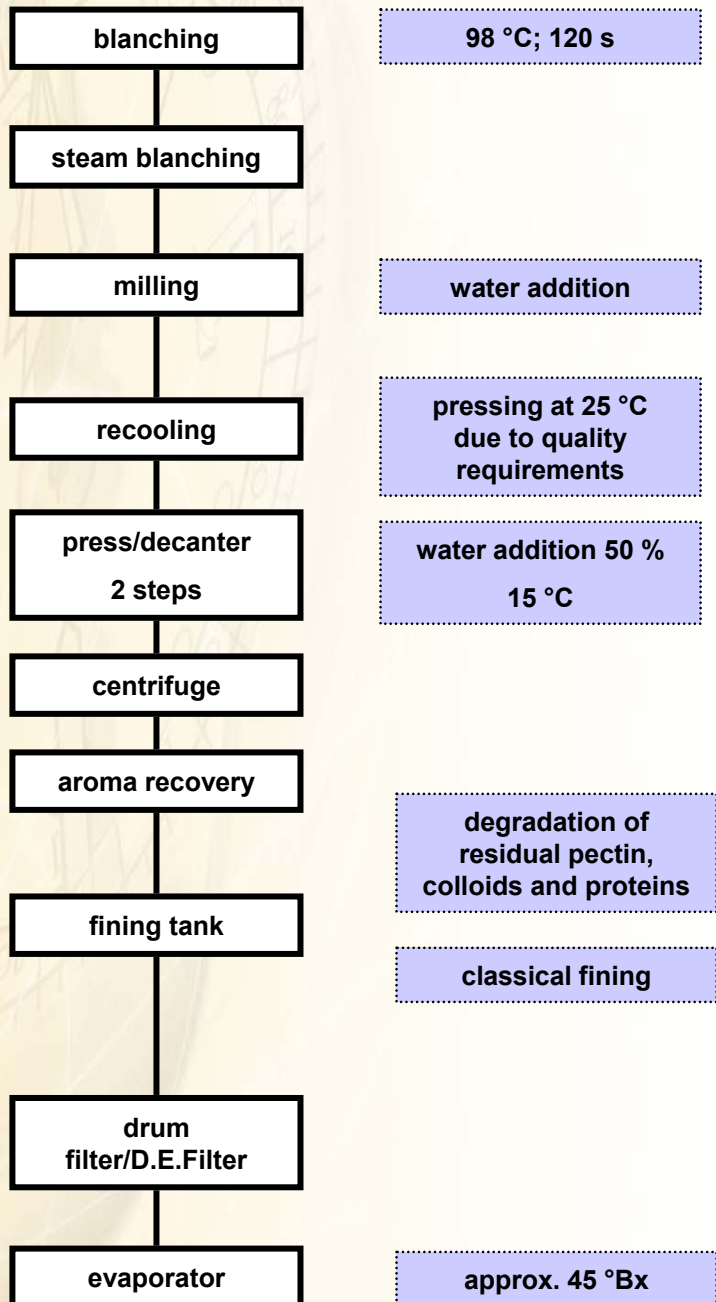 blanching
98 °C; 120 s
steam blanching
milling
water addition
recooling
pressing at 25 °C
due to quality
requirements
press/decanter
2 steps
water addition 50 %
15 °C
centrifuge
aroma recovery
degradation of
residual pectin,
colloids and proteins
fining tank
classical fining
drum
filter/D.E.Filter
evaporator
approx. 45 °Bx